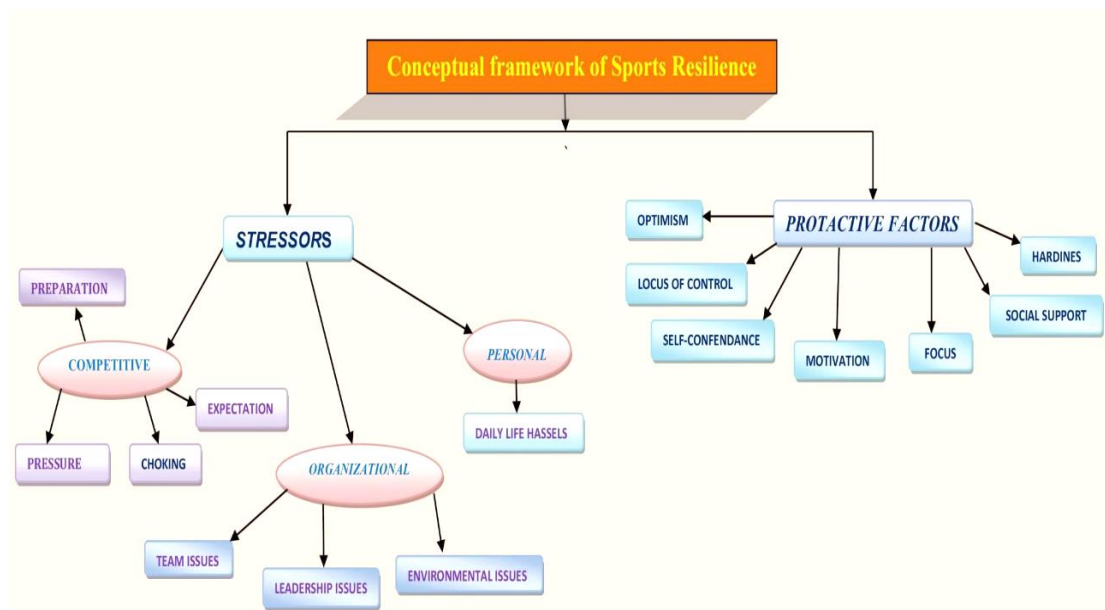 Conceptual framework of Sports Resilience
STRESSORS
PROTACTIVE FACTORS
OPTIMISM
HARDINES
LOCUS OF CONTROL
SOCIAL SUPPORT
SELF-CONFENDANCE
MOTIVATION
FOCUS
PREPARATION
COMPETITIVE
PERSONAL
EXPECTATION
PRESSURE
CHOKING
DAILY LIFE HASSELS
ORGANIZATIONAL
TEAM ISSUES
LEADERSHIP ISSUES
ENVIRONMENTAL ISSUES